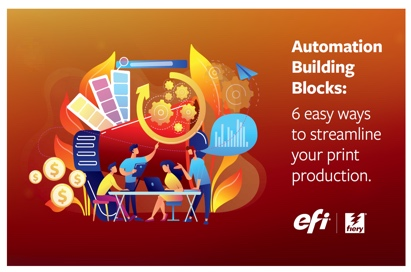 Automation
Building
Blocks:
6 easy ways
to streamline
your print
production.
efi
fiery